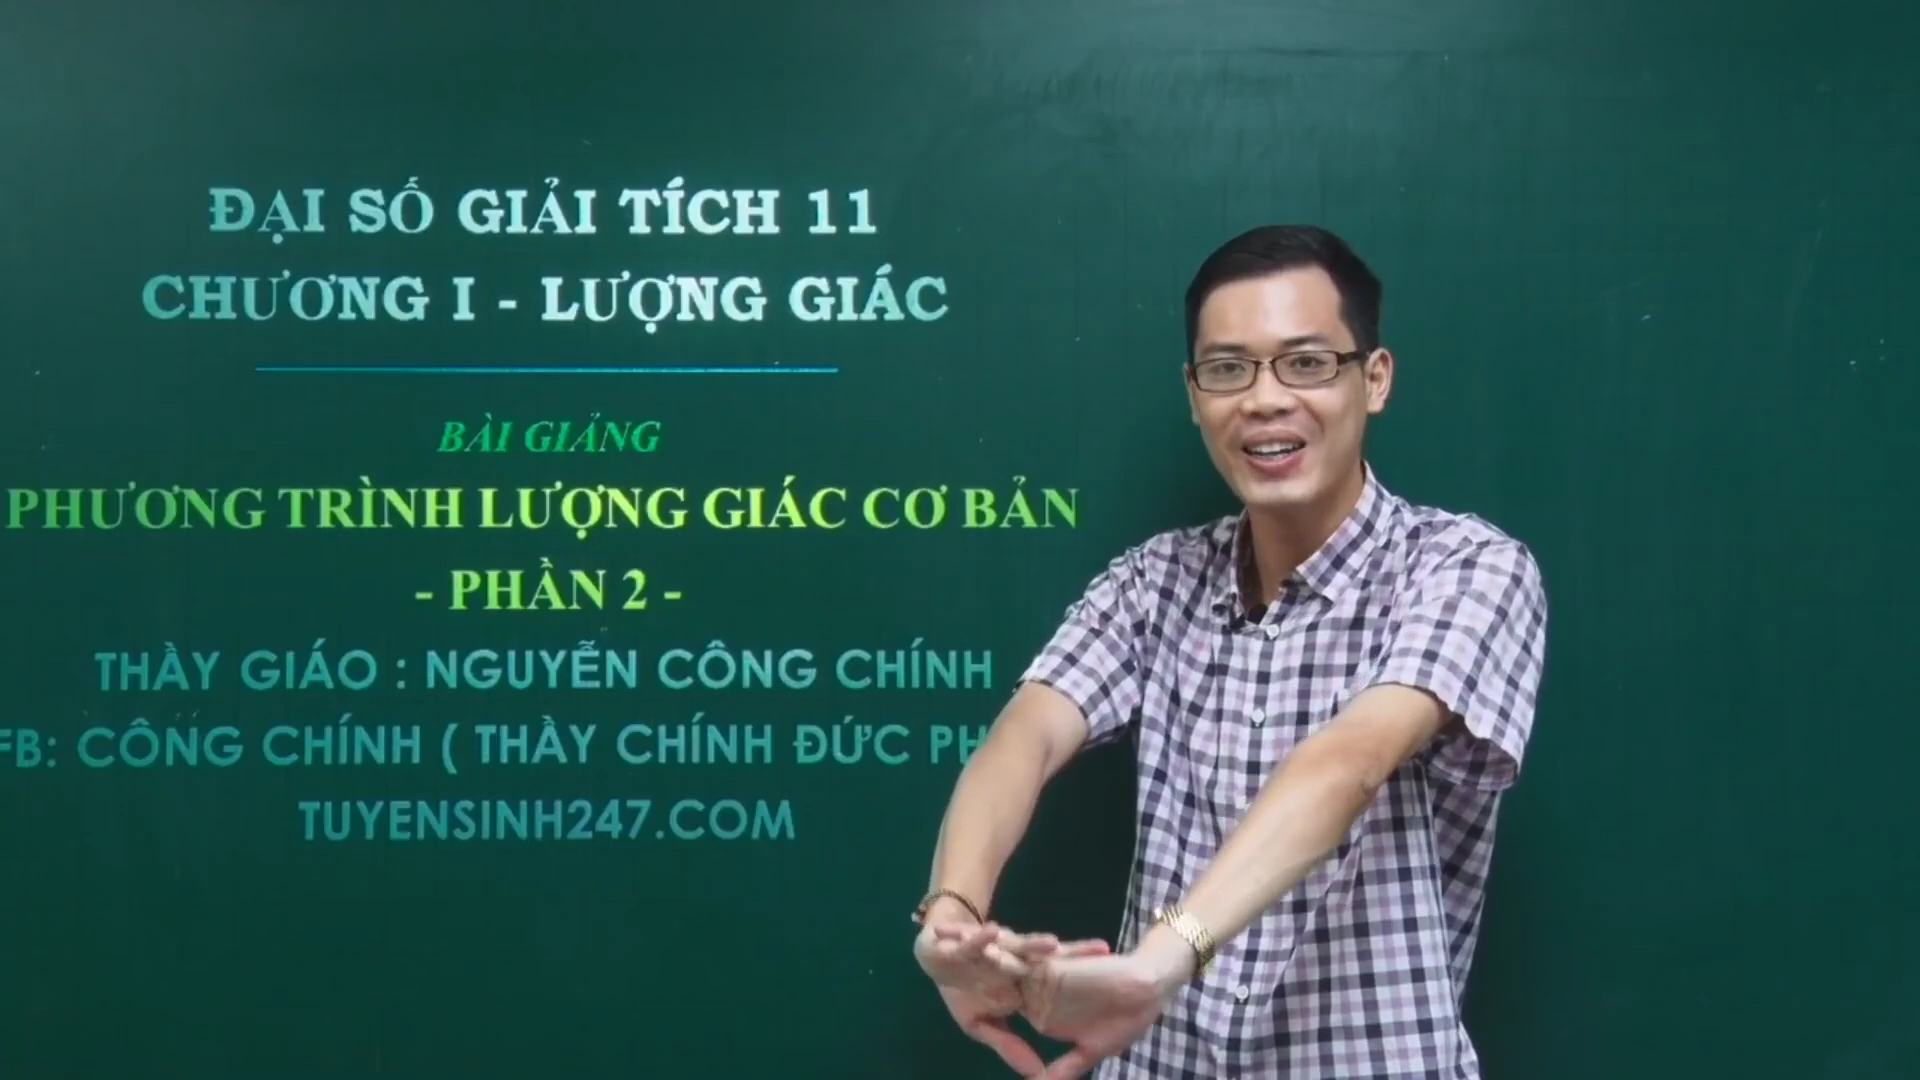 ĐẠI SỐ GIẢI TÍCH 11
CHƯƠNG I - LƯỢNG GIÁC
BÀI GIẢNG
PHƯƠNG TRÌNH LƯỢNG GIÁC CƠ BẢN
- PHẦN 2 -
THẦY GIÁO : NGUYỄN CÔNG CHÍNH
FB: CÔNG CHÍNH ( THẦY CHÍNH ĐỨC
TUYENSINH247.COM